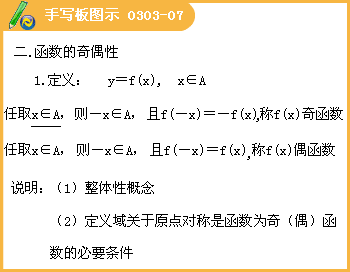 手写板图示 0303-07
二.函数的奇偶性
1.定义: y=f(x), x∈A
任取x∈A, 则-x∈A, 且f(-x)=-f(x),称f(x)奇函数
任取x∈A, 则-x∈A, 且f(-x)=f(x),称f(x)偶函数
说明:（1）整体性概念
（2）定义域关于原点对称是函数为奇（偶）函
数的必要条件